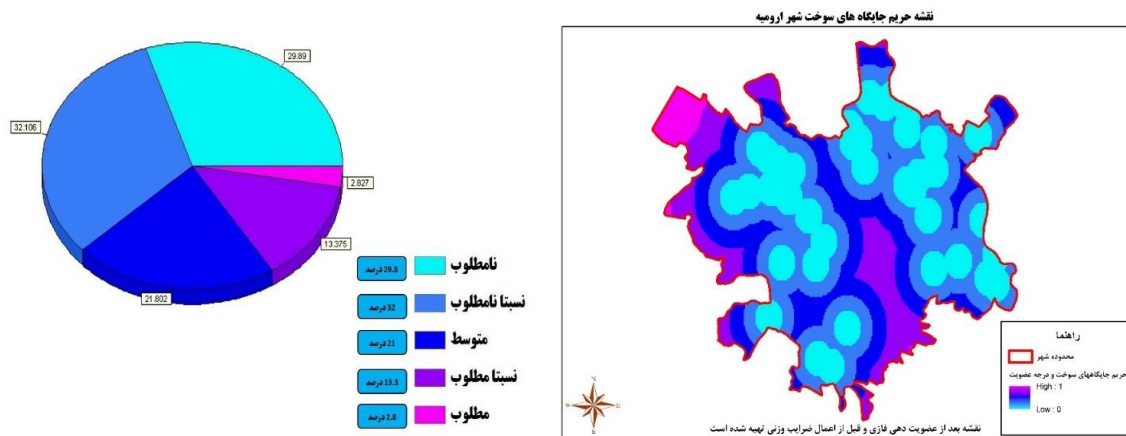 نقشه حریم جایگاه های سوخت شهر ارومیه
29.89
32.106
2.827
13.375
21.802
نامطلوب
29.8 درصد
نسبتا نامطلوب
32 درصد
متوسط
21 درصد
نسبتا مطلوب
13.3 درصد
مطلوب
2.8 درصد
راهنما
محدوده شهر
حریم جایگاههای سوخت و درجه عضویت
High : 1
Low : 0
N
W
E
S
نقشه بعد از عضویت دهی فازی و قبل از اعمال ضرایب وزنی تهیه شده است